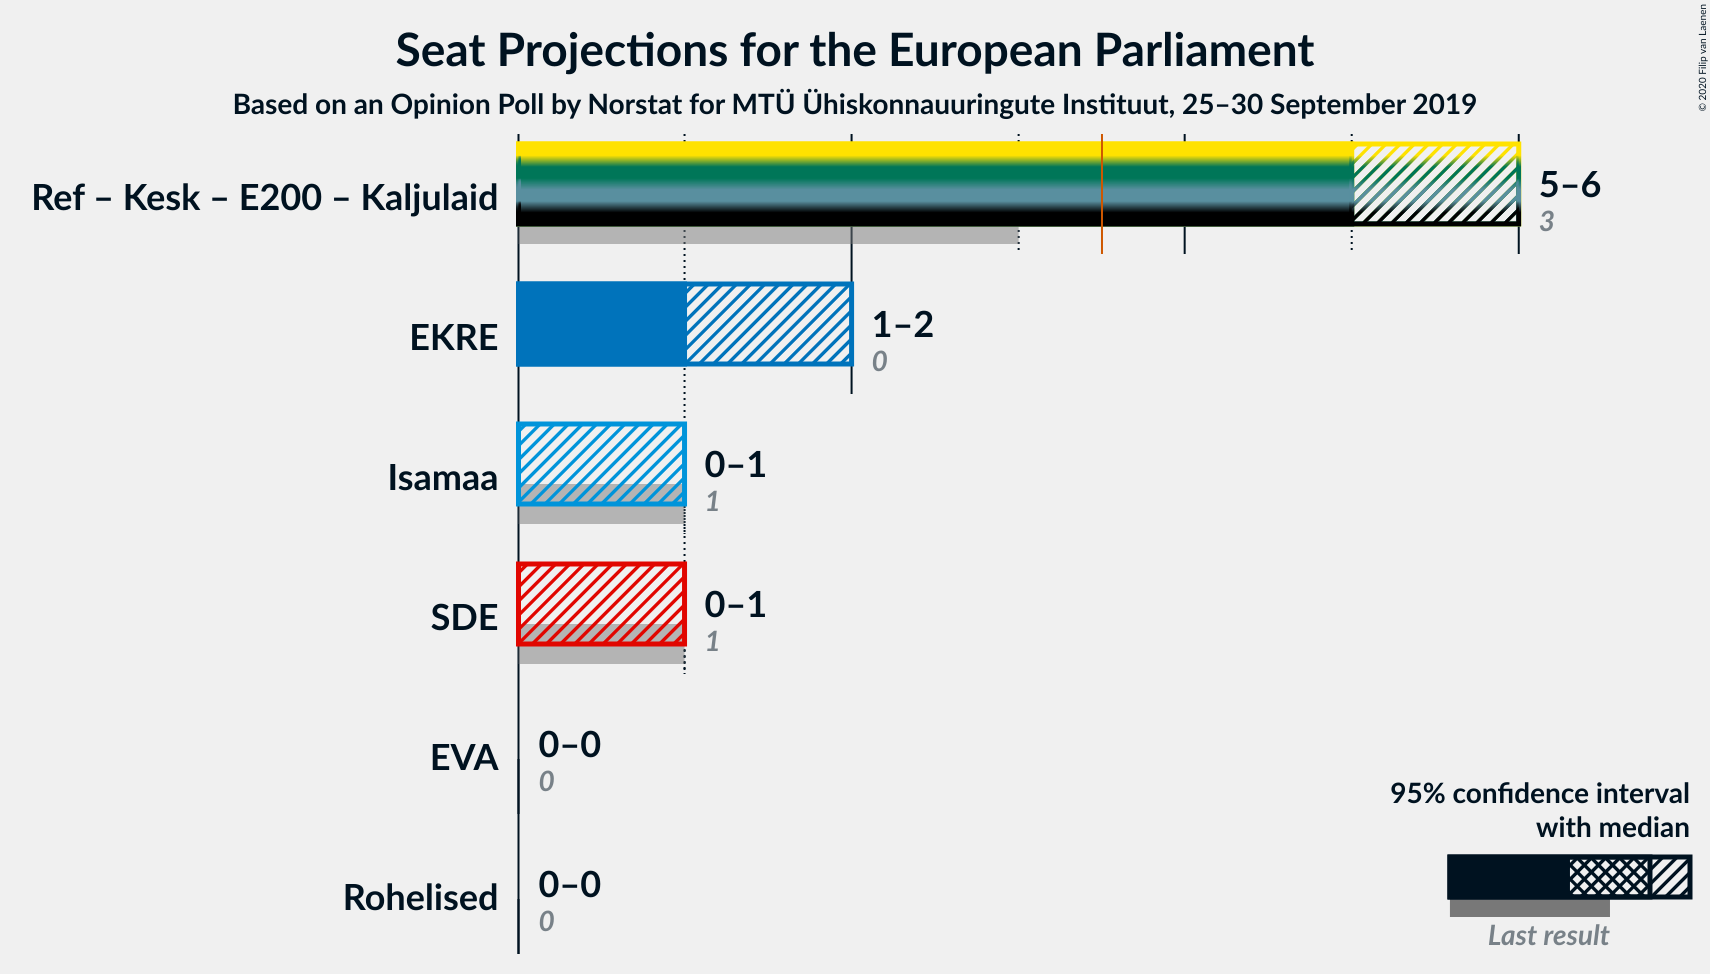 Seat Projections for the European Parliament
Based on an Opinion Poll by Norstat for MTÜ Ühiskonnauuringute Instituut, 25–30 September 2019
© 2020 Filip van Laenen
Ref – Kesk – E200 – Kaljulaid
5–6
3
EKRE
1–2
0
Isamaa
0–1
1
SDE
0–1
1
EVA
0–0
0
Rohelised
0–0
0
95% confidence interval
with median
Last result